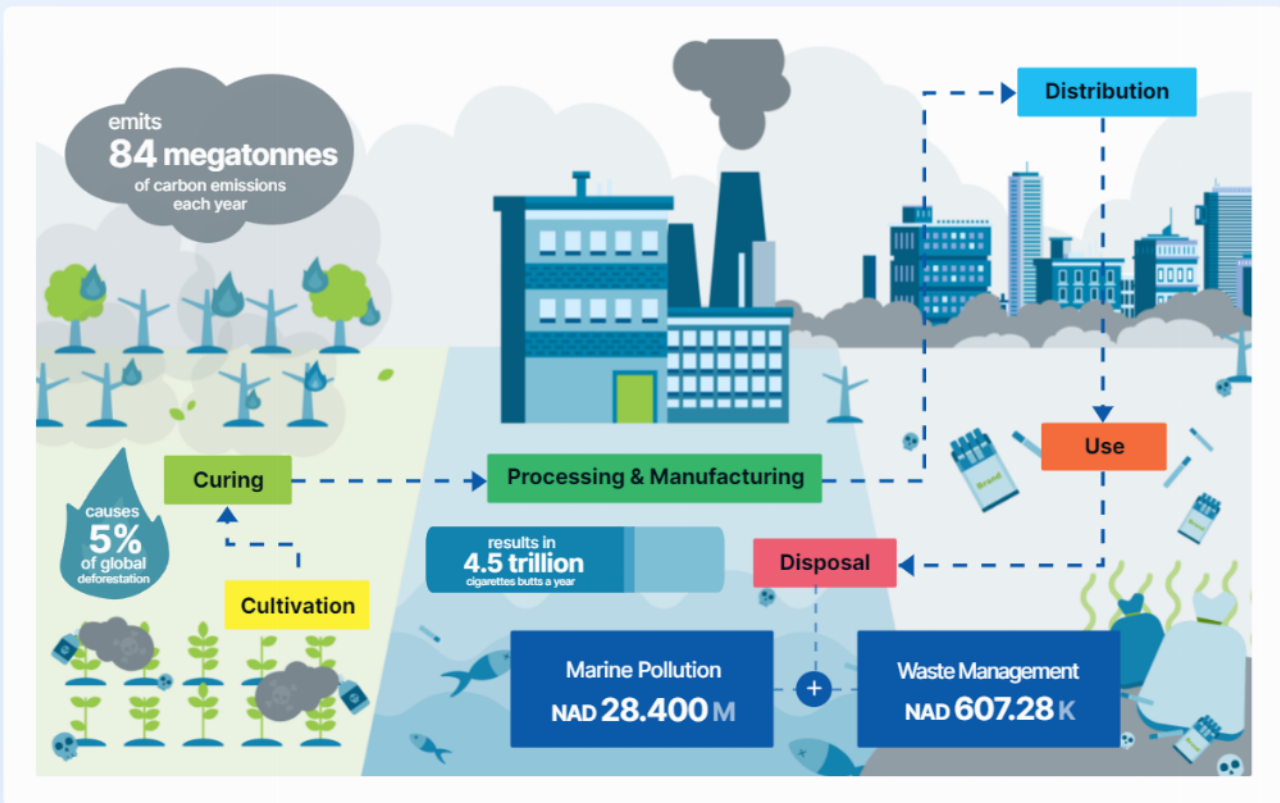 emits
84 megatonnes
of carbon emissions
each year
Distribution
Use
Curing
Processing & Manufacturing
Brand
causes
5%
of global
deforestation
results in
4.5 trillion
cigarettes butts a year
Disposal
Cultivation
Marine Pollution
NAD 28.400 M
+
Waste Management
NAD 607.28 K